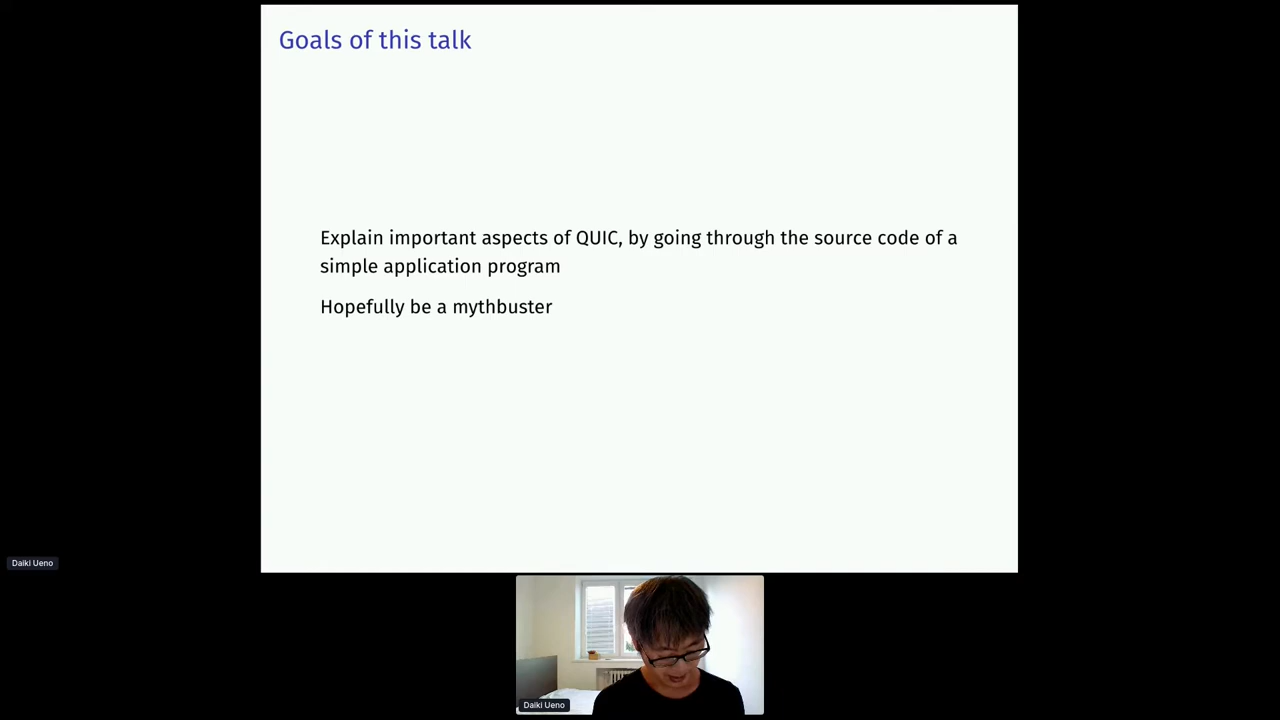 Goals of this talk
Explain important aspects of QUIC, by going through the source code of a
simple application program
Hopefully be a mythbuster
Daiki Ueno
Daiki Ueno